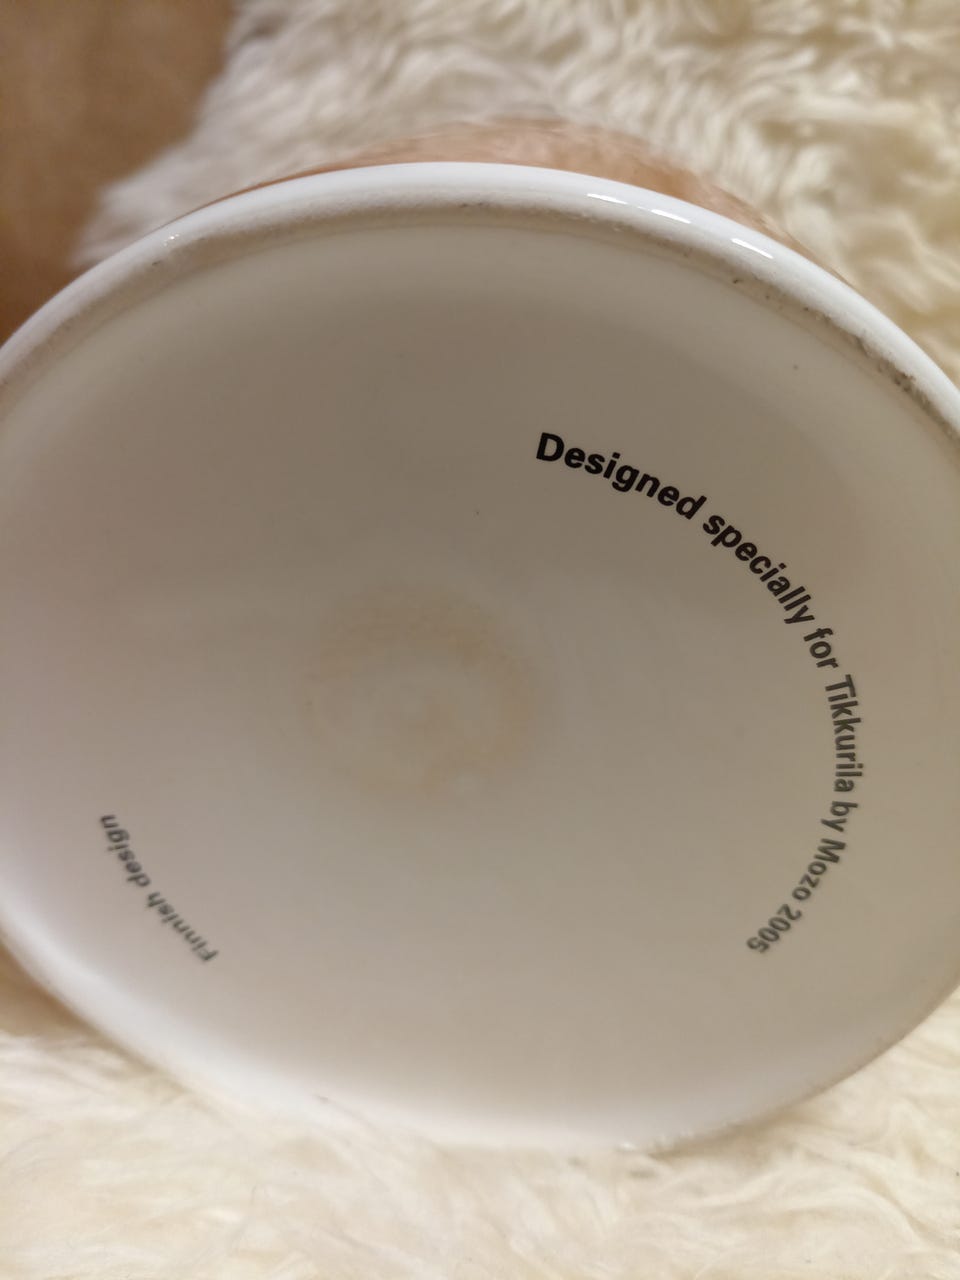 Designed specially for Tikkurila by Mozo 2005
Finnish design